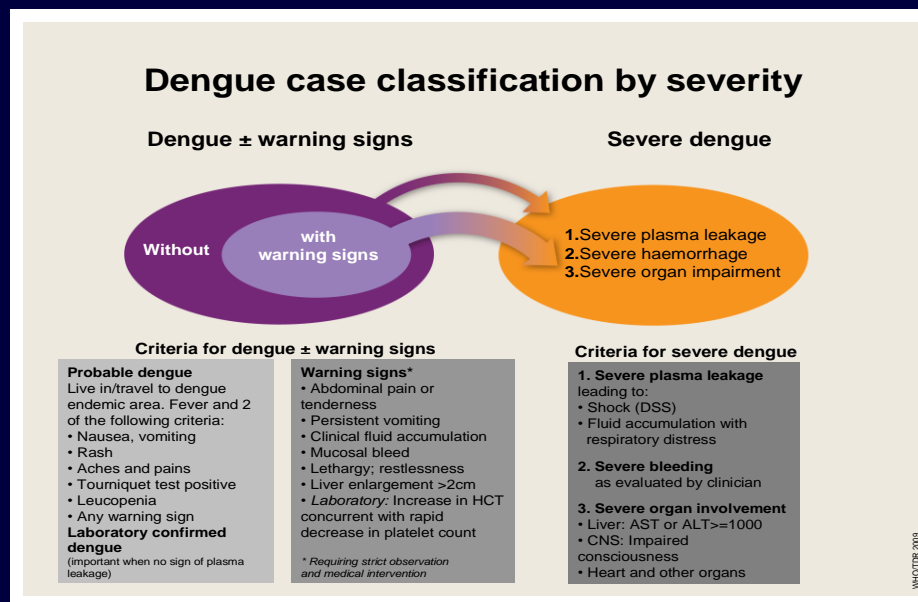 Dengue case classification by severity
Dengue ± warning signs
Severe dengue
Without
with
warning signs
1.Severe plasma leakage
2.Severe haemorrhage
3.Severe organ impairment
Criteria for dengue ± warning signs
Probable dengue
Live in/travel to dengue
endemic area. Fever and 2
of the following criteria:
• Nausea, vomiting
• Rash
• Aches and pains
• Tourniquet test positive
• Leucopenia
• Any warning sign
Laboratory confirmed
dengue
(important when no sign of plasma
leakage)
Warning signs*
• Abdominal pain or
tenderness
• Persistent vomiting
• Clinical fluid accumulation
• Mucosal bleed
• Lethargy; restlessness
• Liver enlargement >2cm
• Laboratory: Increase in HCT
concurrent with rapid
decrease in platelet count
* Requiring strict observation
and medical intervention
Criteria for severe dengue
1. Severe plasma leakage
leading to:
• Shock (DSS)
• Fluid accumulation with
respiratory distress
2. Severe bleeding
as evaluated by clinician
3. Severe organ involvement
• Liver: AST or ALT>=1000
• CNS: Impaired
consciousness
• Heart and other organs
WHO/TDR 2009